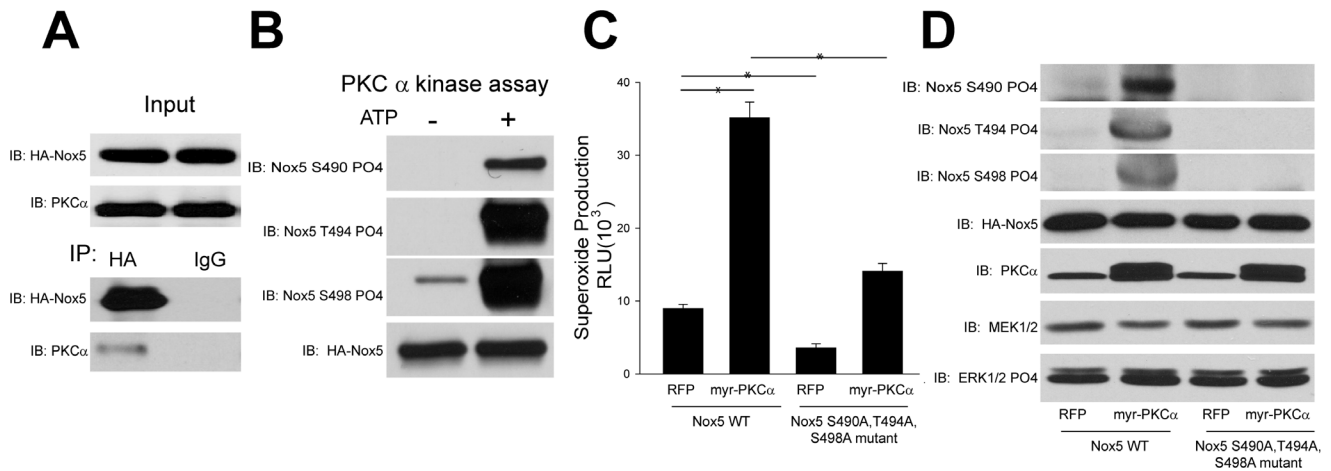 A
Input
IB: HA-Nox5
IB: PKCα
IP: HA IgG
IB: HA-Nox5
IB: PKCα
B
PKC α kinase assay
ATP - +
IB: Nox5 S490 PO4
IB: Nox5 T494 PO4
IB: Nox5 S498 PO4
IB: HA-Nox5
C
Superoxide Production
RLU(10³)
40
30
20
10
0
* * *
RFP myr-PKCα RFP myr-PKCα
Nox5 WT
Nox5 S490A,T494A,
S498A mutant
D
IB: Nox5 S490 PO4
IB: Nox5 T494 PO4
IB: Nox5 S498 PO4
IB: HA-Nox5
IB: PKCα
IB: MEK1/2
IB: ERK1/2 PO4
RFP myr-PKCα RFP myr-PKCα
Nox5 WT
Nox5 S490A,T494A,
S498A mutant